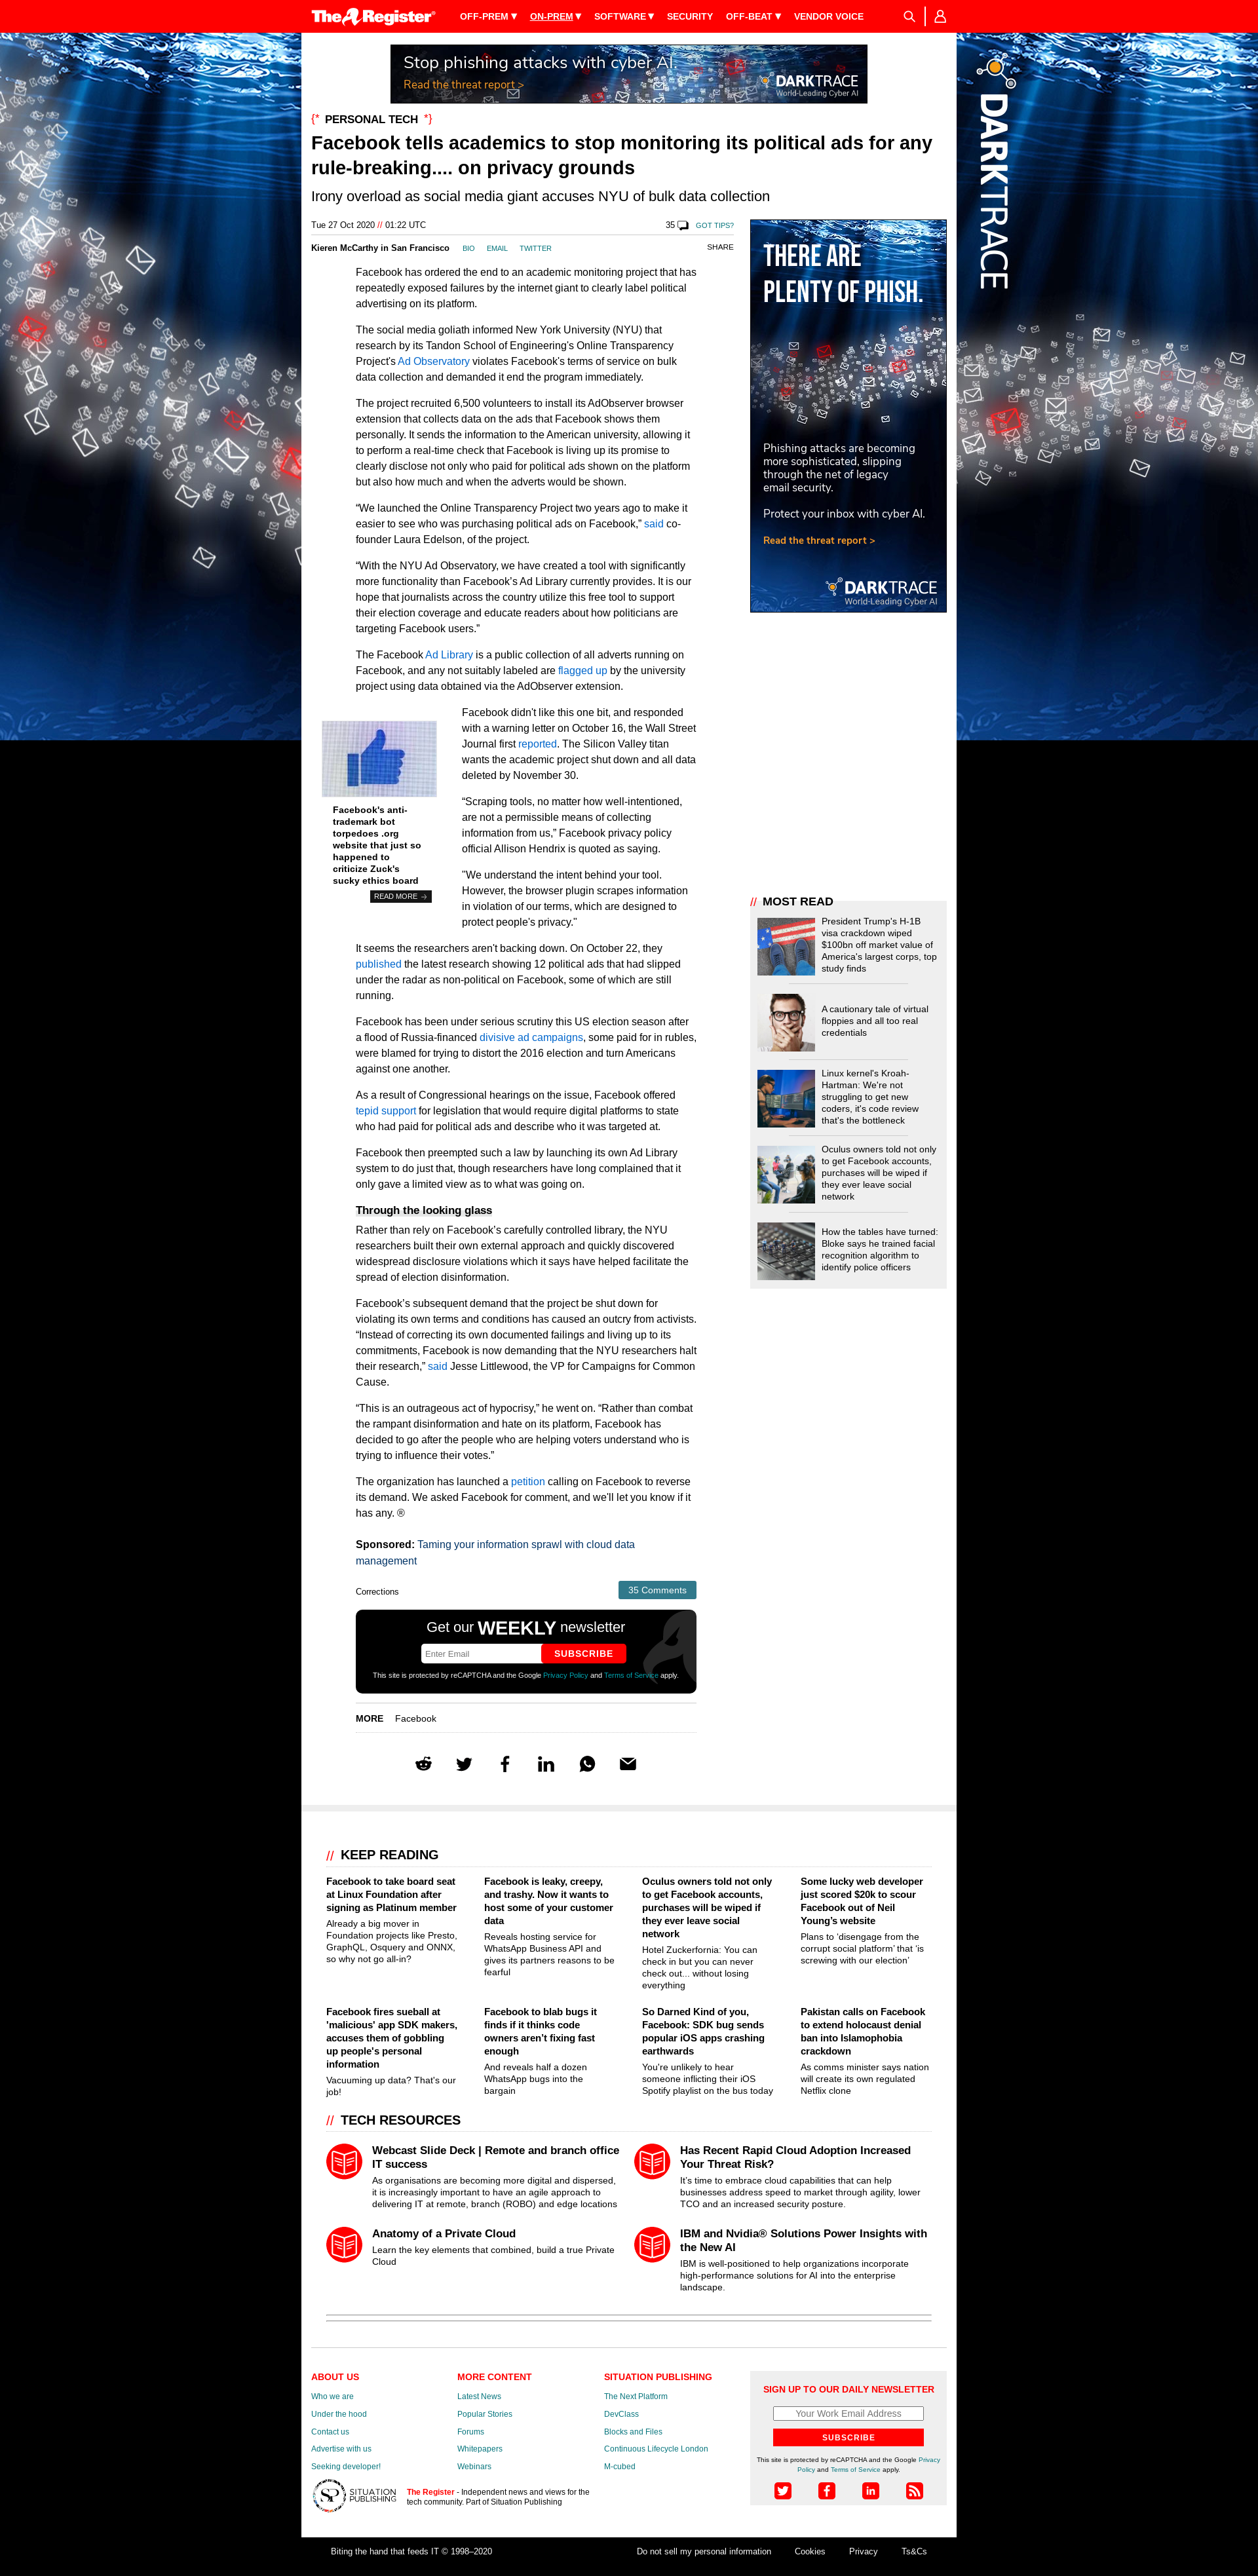 The Register®
OFF-PREM ▼ ON-PREM ▼ SOFTWARE ▼ SECURITY OFF-BEAT ▼ VENDOR VOICE
Stop phishing attacks with cyber AI.
Read the threat report >
DARKTRACE
World-Leading Cyber AI
DARKTRACE
{* PERSONAL TECH *}
Facebook tells academics to stop monitoring its political ads for any
rule-breaking.... on privacy grounds
Irony overload as social media giant accuses NYU of bulk data collection
Tue 27 Oct 2020 // 01:22 UTC
35 GOT TIPS?
Kieren McCarthy in San Francisco BIO EMAIL TWITTER
SHARE
Facebook has ordered the end to an academic monitoring project that has
repeatedly exposed failures by the internet giant to clearly label political
advertising on its platform.
The social media goliath informed New York University (NYU) that
research by its Tandon School of Engineering's Online Transparency
Project's Ad Observatory violates Facebook's terms of service on bulk
data collection and demanded it end the program immediately.
The project recruited 6,500 volunteers to install its AdObserver browser
extension that collects data on the ads that Facebook shows them
personally. It sends the information to the American university, allowing it
to perform a real-time check that Facebook is living up its promise to
clearly disclose not only who paid for political ads shown on the platform
but also how much and when the adverts would be shown.
“We launched the Online Transparency Project two years ago to make it
easier to see who was purchasing political ads on Facebook,” said co-
founder Laura Edelson, of the project.
“With the NYU Ad Observatory, we have created a tool with significantly
more functionality than Facebook’s Ad Library currently provides. It is our
hope that journalists across the country utilize this free tool to support
their election coverage and educate readers about how politicians are
targeting Facebook users.”
The Facebook Ad Library is a public collection of all adverts running on
Facebook, and any not suitably labeled are flagged up by the university
project using data obtained via the AdObserver extension.
Facebook's anti-
trademark bot
torpedoes .org
website that just so
happened to
criticize Zuck's
sucky ethics board
READ MORE →
Facebook didn't like this one bit, and responded
with a warning letter on October 16, the Wall Street
Journal first reported. The Silicon Valley titan
wants the academic project shut down and all data
deleted by November 30.
“Scraping tools, no matter how well-intentioned,
are not a permissible means of collecting
information from us,” Facebook privacy policy
official Allison Hendrix is quoted as saying.
"We understand the intent behind your tool.
However, the browser plugin scrapes information
in violation of our terms, which are designed to
protect people's privacy."
It seems the researchers aren't backing down. On October 22, they
published the latest research showing 12 political ads that had slipped
under the radar as non-political on Facebook, some of which are still
running.
Facebook has been under serious scrutiny this US election season after
a flood of Russia-financed divisive ad campaigns, some paid for in rubles,
were blamed for trying to distort the 2016 election and turn Americans
against one another.
As a result of Congressional hearings on the issue, Facebook offered
tepid support for legislation that would require digital platforms to state
who had paid for political ads and describe who it was targeted at.
Facebook then preempted such a law by launching its own Ad Library
system to do just that, though researchers have long complained that it
only gave a limited view as to what was going on.
Through the looking glass
Rather than rely on Facebook’s carefully controlled library, the NYU
researchers built their own external approach and quickly discovered
widespread disclosure violations which it says have helped facilitate the
spread of election disinformation.
Facebook’s subsequent demand that the project be shut down for
violating its own terms and conditions has caused an outcry from activists.
“Instead of correcting its own documented failings and living up to its
commitments, Facebook is now demanding that the NYU researchers halt
their research,” said Jesse Littlewood, the VP for Campaigns for Common
Cause.
“This is an outrageous act of hypocrisy,” he went on. “Rather than combat
the rampant disinformation and hate on its platform, Facebook has
decided to go after the people who are helping voters understand who is
trying to influence their votes.”
The organization has launched a petition calling on Facebook to reverse
its demand. We asked Facebook for comment, and we'll let you know if it
has any. ®
Sponsored: Taming your information sprawl with cloud data
management
Corrections
35 Comments
Get our WEEKLY newsletter
Enter Email SUBSCRIBE
This site is protected by reCAPTCHA and the Google Privacy Policy and Terms of Service apply.
MORE Facebook
THERE ARE
PLENTY OF PHISH.
Phishing attacks are becoming
more sophisticated, slipping
through the net of legacy
email security.
Protect your inbox with cyber AI.
Read the threat report >
DARKTRACE
World-Leading Cyber AI
// MOST READ
President Trump's H-1B
visa crackdown wiped
$100bn off market value of
America's largest corps, top
study finds
A cautionary tale of virtual
floppies and all too real
credentials
Linux kernel's Kroah-
Hartman: We're not
struggling to get new
coders, it's code review
that's the bottleneck
Oculus owners told not only
to get Facebook accounts,
purchases will be wiped if
they ever leave social
network
How the tables have turned:
Bloke says he trained facial
recognition algorithm to
identify police officers
// KEEP READING
Facebook to take board seat
at Linux Foundation after
signing as Platinum member
Already a big mover in
Foundation projects like Presto,
GraphQL, Osquery and ONNX,
so why not go all-in?
Facebook is leaky, creepy,
and trashy. Now it wants to
host some of your customer
data
Reveals hosting service for
WhatsApp Business API and
gives its partners reasons to be
fearful
Oculus owners told not only
to get Facebook accounts,
purchases will be wiped if
they ever leave social
network
Hotel Zuckerfornia: You can
check in but you can never
check out... without losing
everything
Some lucky web developer
just scored $20k to scour
Facebook out of Neil
Young’s website
Plans to ‘disengage from the
corrupt social platform’ that ‘is
screwing with our election’
Facebook fires sueball at
'malicious' app SDK makers,
accuses them of gobbling
up people's personal
information
Vacuuming up data? That's our
job!
Facebook to blab bugs it
finds if it thinks code
owners aren’t fixing fast
enough
And reveals half a dozen
WhatsApp bugs into the
bargain
So Darned Kind of you,
Facebook: SDK bug sends
popular iOS apps crashing
earthwards
You're unlikely to hear
someone inflicting their iOS
Spotify playlist on the bus today
Pakistan calls on Facebook
to extend holocaust denial
ban into Islamophobia
crackdown
As comms minister says nation
will create its own regulated
Netflix clone
// TECH RESOURCES
Webcast Slide Deck | Remote and branch office
IT success
As organisations are becoming more digital and dispersed,
it is increasingly important to have an agile approach to
delivering IT at remote, branch (ROBO) and edge locations
Has Recent Rapid Cloud Adoption Increased
Your Threat Risk?
It’s time to embrace cloud capabilities that can help
businesses address speed to market through agility, lower
TCO and an increased security posture.
Anatomy of a Private Cloud
Learn the key elements that combined, build a true Private
Cloud
IBM and Nvidia® Solutions Power Insights with
the New AI
IBM is well-positioned to help organizations incorporate
high-performance solutions for AI into the enterprise
landscape.
ABOUT US
Who we are
Under the hood
Contact us
Advertise with us
Seeking developer!
MORE CONTENT
Latest News
Popular Stories
Forums
Whitepapers
Webinars
SITUATION PUBLISHING
The Next Platform
DevClass
Blocks and Files
Continuous Lifecycle London
M-cubed
SIGN UP TO OUR DAILY NEWSLETTER
Your Work Email Address
SUBSCRIBE
This site is protected by reCAPTCHA and the Google Privacy
Policy and Terms of Service apply.
SP SITUATION
PUBLISHING
The Register - Independent news and views for the
tech community. Part of Situation Publishing
Biting the hand that feeds IT © 1998–2020
Do not sell my personal information Cookies Privacy Ts&Cs